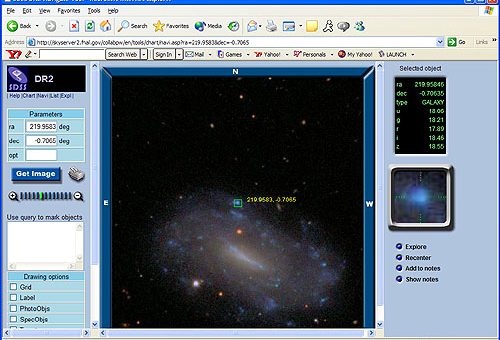 File Edit View Favorites Tools Help
Back Search Favorites Media
Address http://skyserver2.fnal.gov/collabpw/en/tools/chart/navi.asp?ra=219.9583&dec=-0.7065 Go Links
Search Web Sign In Mail Games Yahoo! Personals My Yahoo! LAUNCH
DR2
SDSS
Help |Chart |Navi |List |Expl |
Parameters
ra 219.9583 deg
dec -0.7065 deg
opt
Get Image
Use query to mark objects
Drawing options
Grid
Label
PhotoObjs
SpecObjs
N
E
W
219.9583, -0.7065
Selected object
ra 219.95846
dec -0.70635
type GALAXY
u 18.06
g 18.21
r 17.89
i 18.46
z 18.55
Explore
Recenter
Add to notes
Show notes